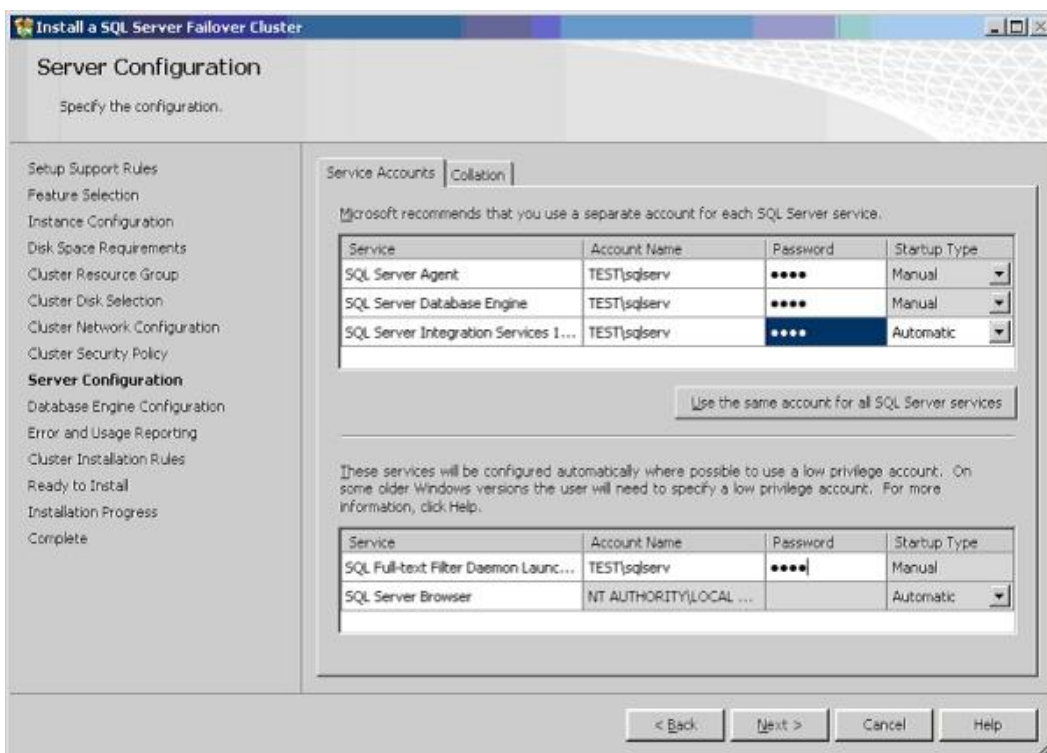 Install a SQL Server Failover Cluster
Server Configuration
Specify the configuration.
Setup Support Rules
Feature Selection
Instance Configuration
Disk Space Requirements
Cluster Resource Group
Cluster Disk Selection
Cluster Network Configuration
Cluster Security Policy
Server Configuration
Database Engine Configuration
Error and Usage Reporting
Cluster Installation Rules
Ready to Install
Installation Progress
Complete
Service Accounts Collation
Microsoft recommends that you use a separate account for each SQL Server service.
Service Account Name Password Startup Type
SQL Server Agent TEST\sqlserv ●●●● Manual
SQL Server Database Engine TEST\sqlserv ●●●● Manual
SQL Server Integration Services 1... TEST\sqlserv ●●●● Automatic
Use the same account for all SQL Server services
These services will be configured automatically where possible to use a low privilege account. On
some older Windows versions the user will need to specify a low privilege account. For more
information, click Help.
Service Account Name Password Startup Type
SQL Full-text Filter Daemon Launc... TEST\sqlserv ●●●● Manual
SQL Server Browser NT AUTHORITY\LOCAL ... Automatic
< Back Next > Cancel Help